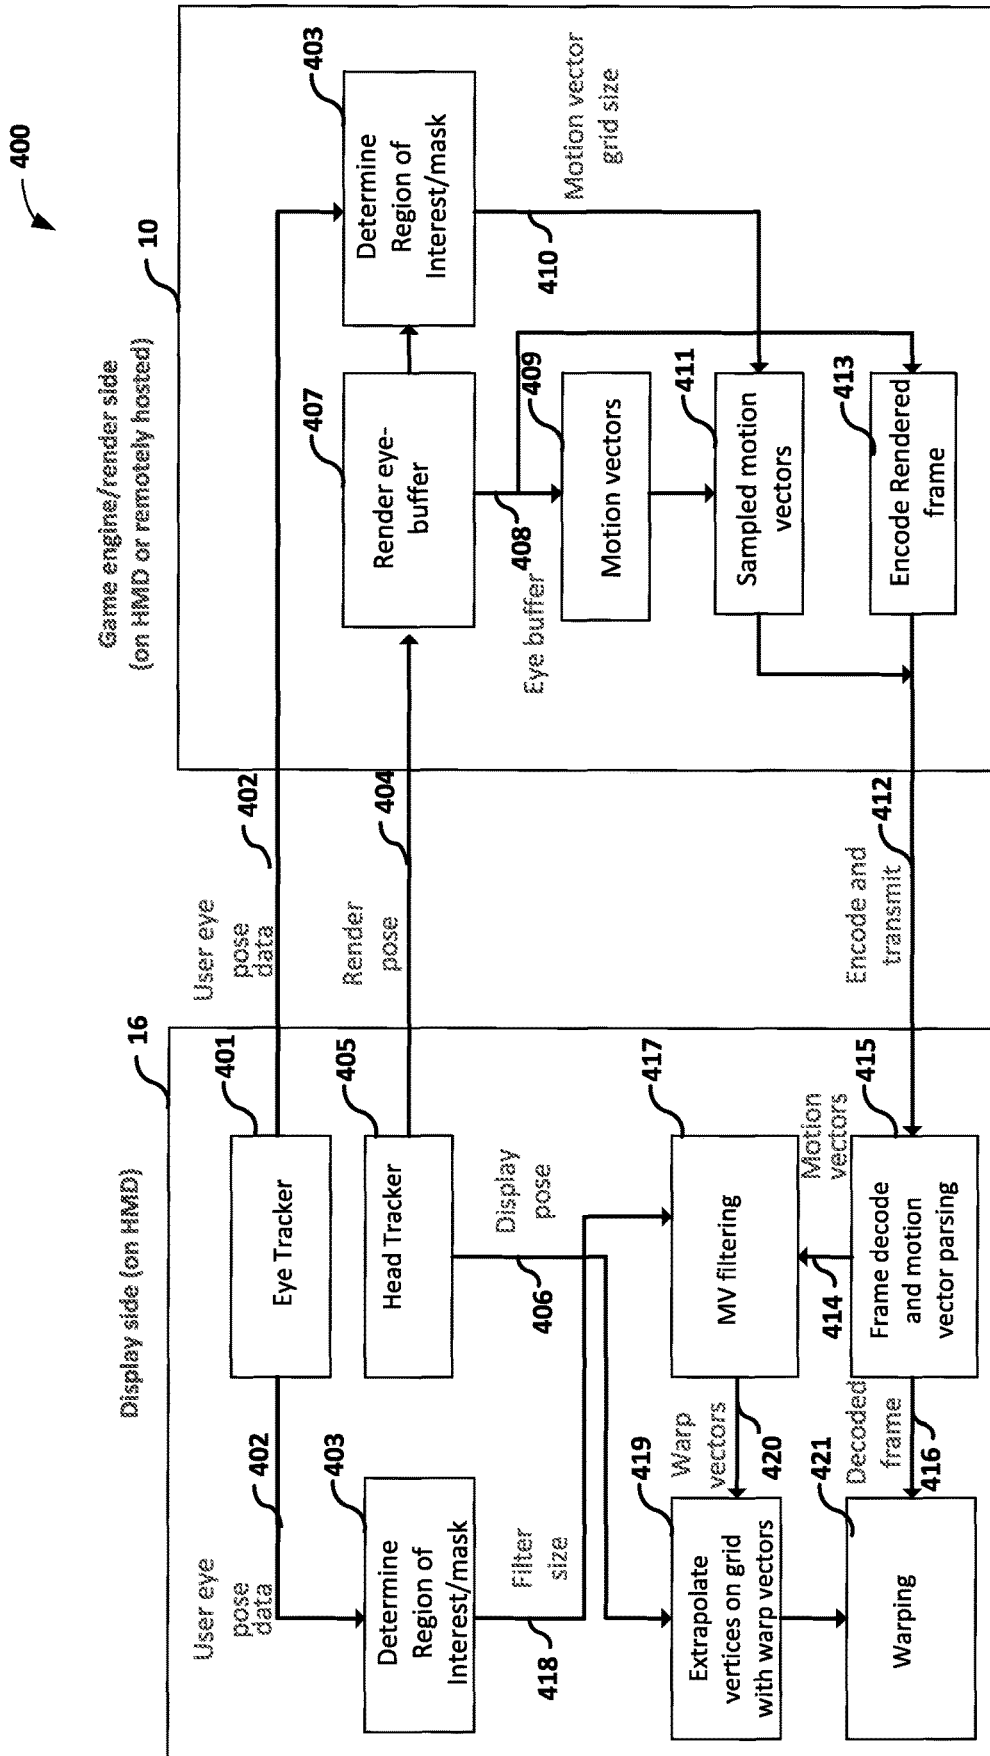 400
Game engine/render side
(on HMD or remotely hosted)
10
Display side (on HMD)
16
User eye
pose
data
402
401
Eye Tracker
User eye
pose
data
402
403
Determine
Region of
Interest/mask
403
Determine
Region of
Interest/mask
405
Head Tracker
Render
pose
404
407
Render eye-
buffer
Display
pose
406
Filter
size
418
Eye buffer
408
410
Motion vector
grid size
409
Motion vectors
417
MV filtering
Warp
vectors
420
419
Extrapolate
vertices on grid
with warp vectors
411
Sampled motion
vectors
Motion
vectors
414
415
Frame decode
and motion
vector parsing
Encode and
transmit
412
413
Encode Rendered
frame
Decoded
frame
416
421
Warping